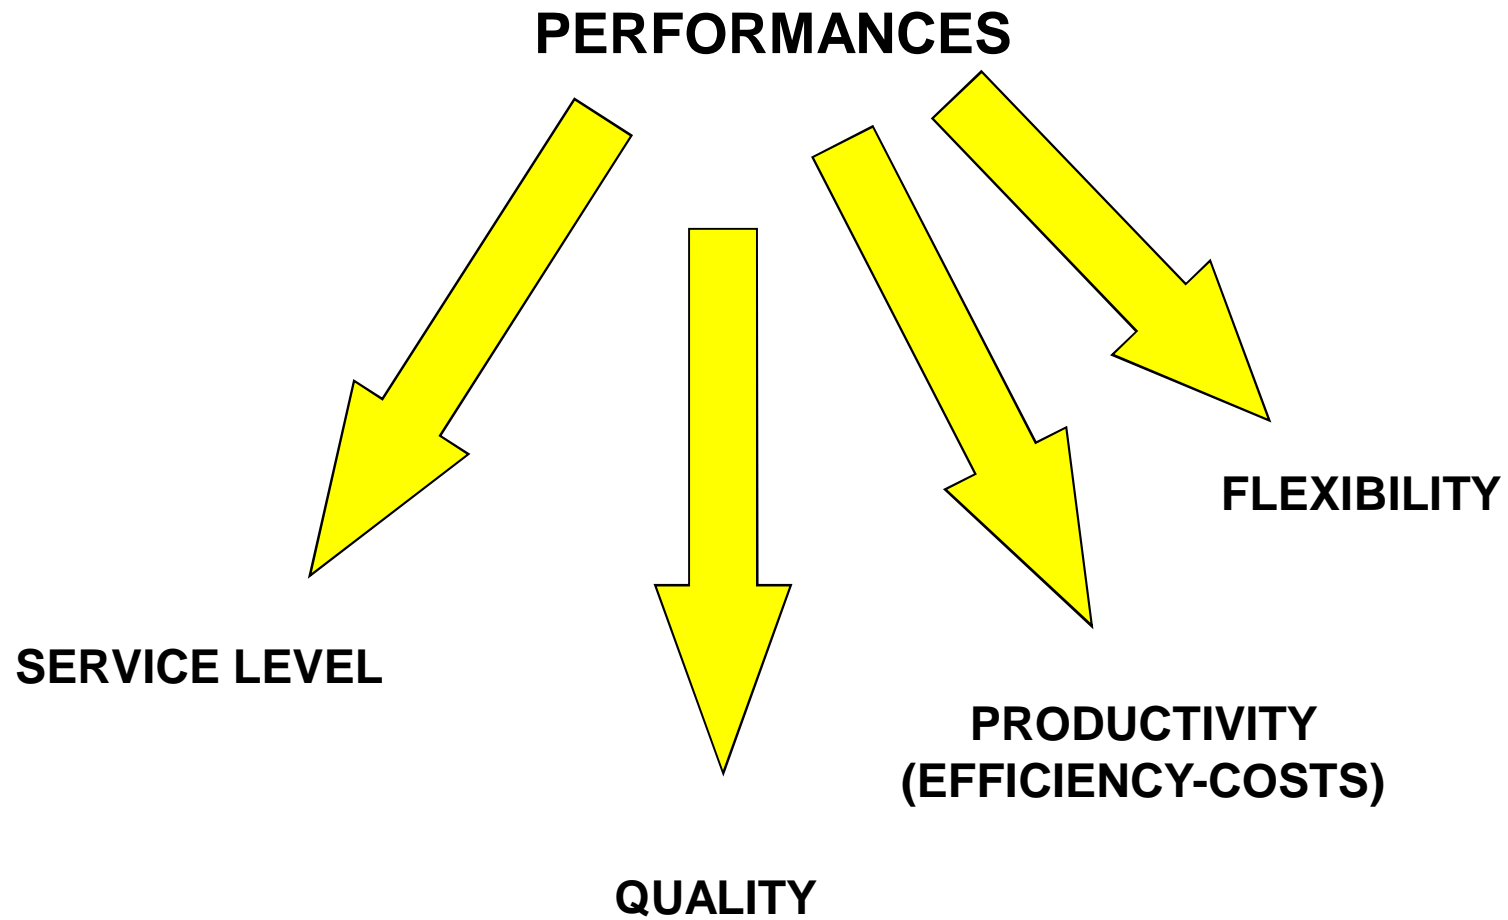 PERFORMANCES
FLEXIBILITY
SERVICE LEVEL
PRODUCTIVITY
(EFFICIENCY-COSTS)
QUALITY